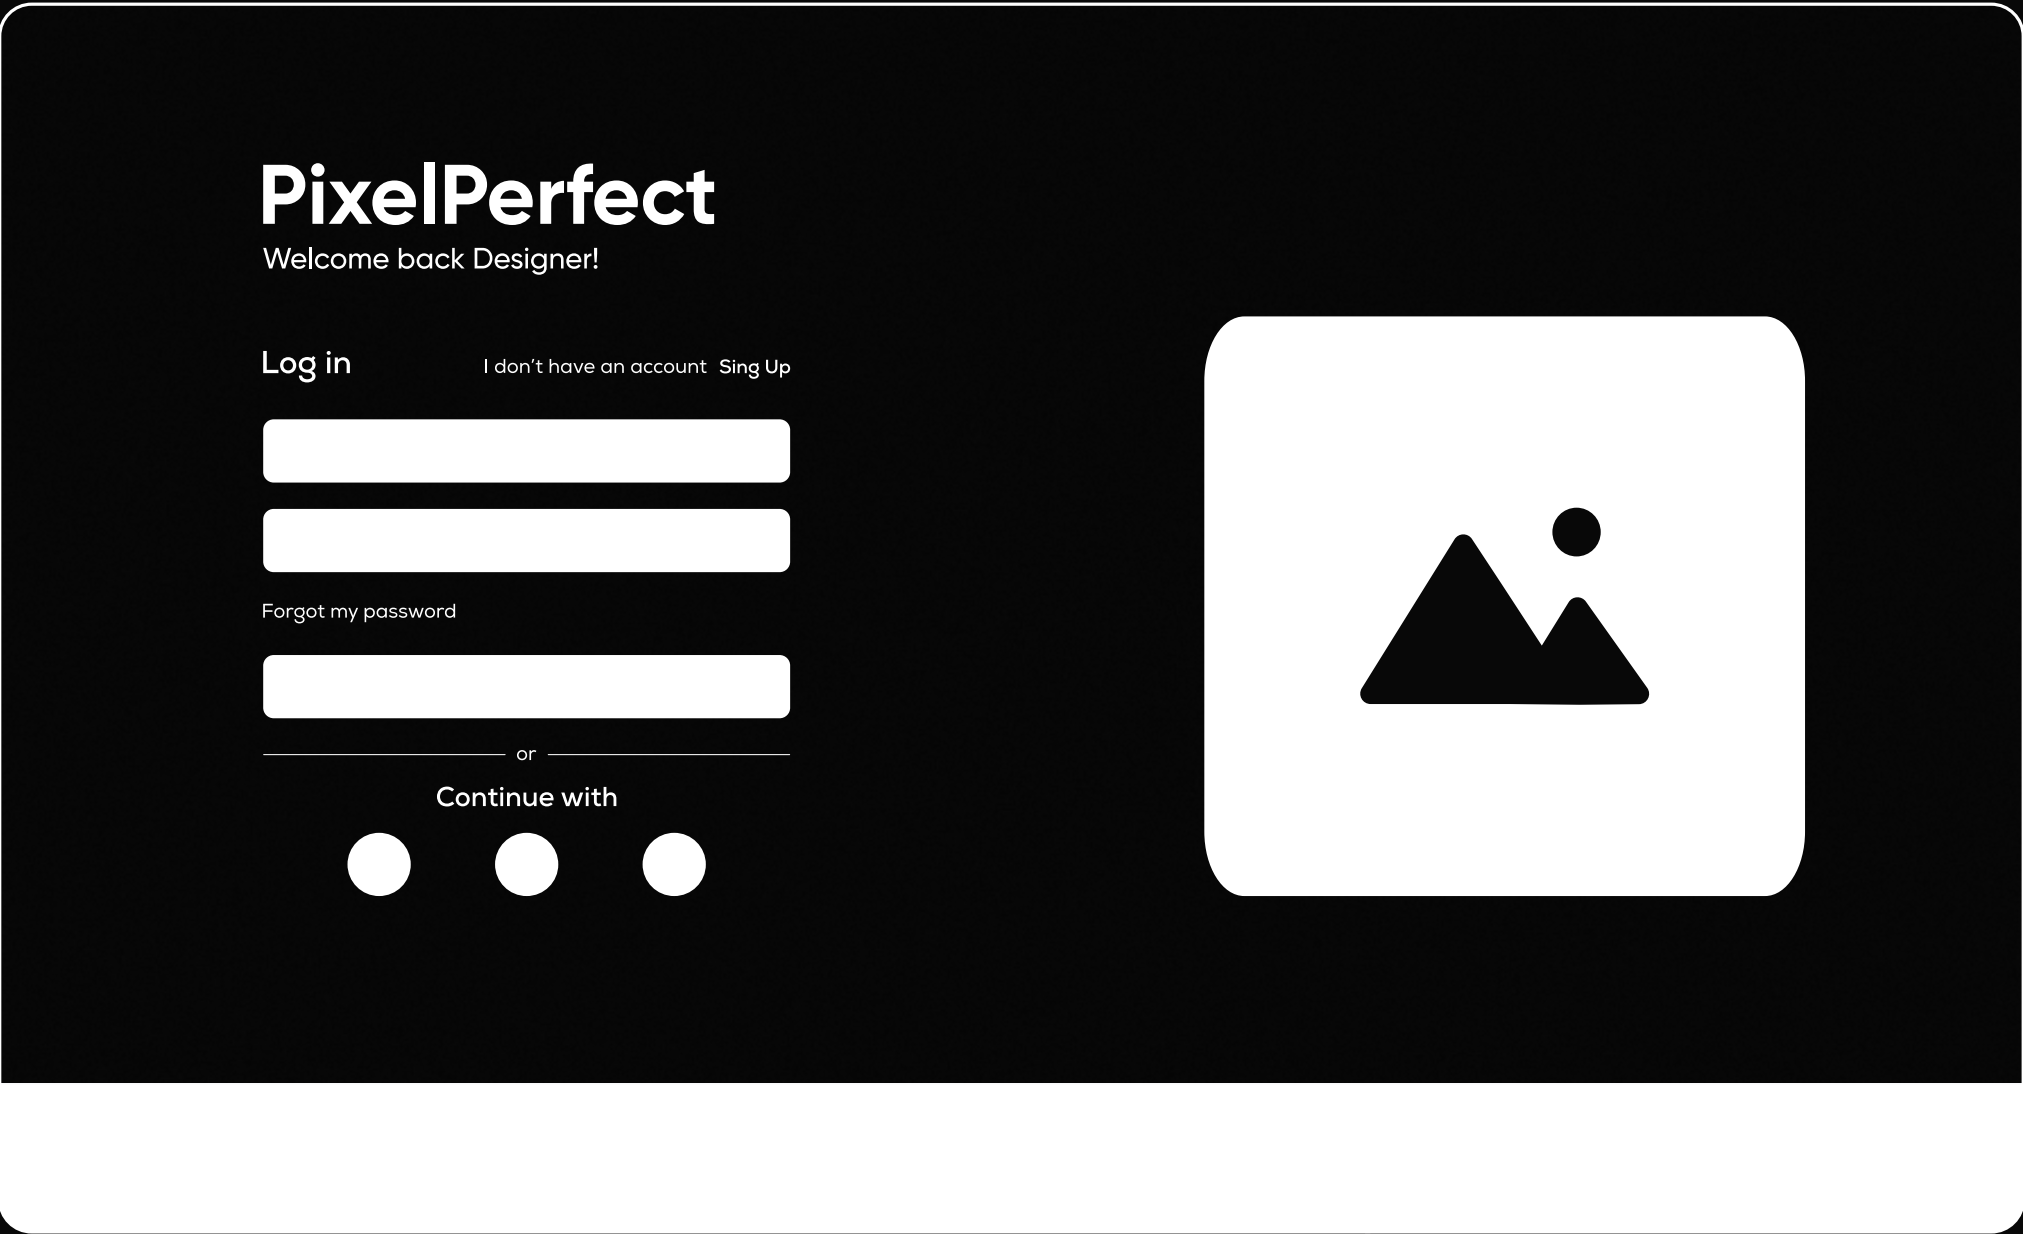 PixelPerfect
Welcome back Designer!
Log in
I don’t have an account Sing Up
Forgot my password
or
Continue with